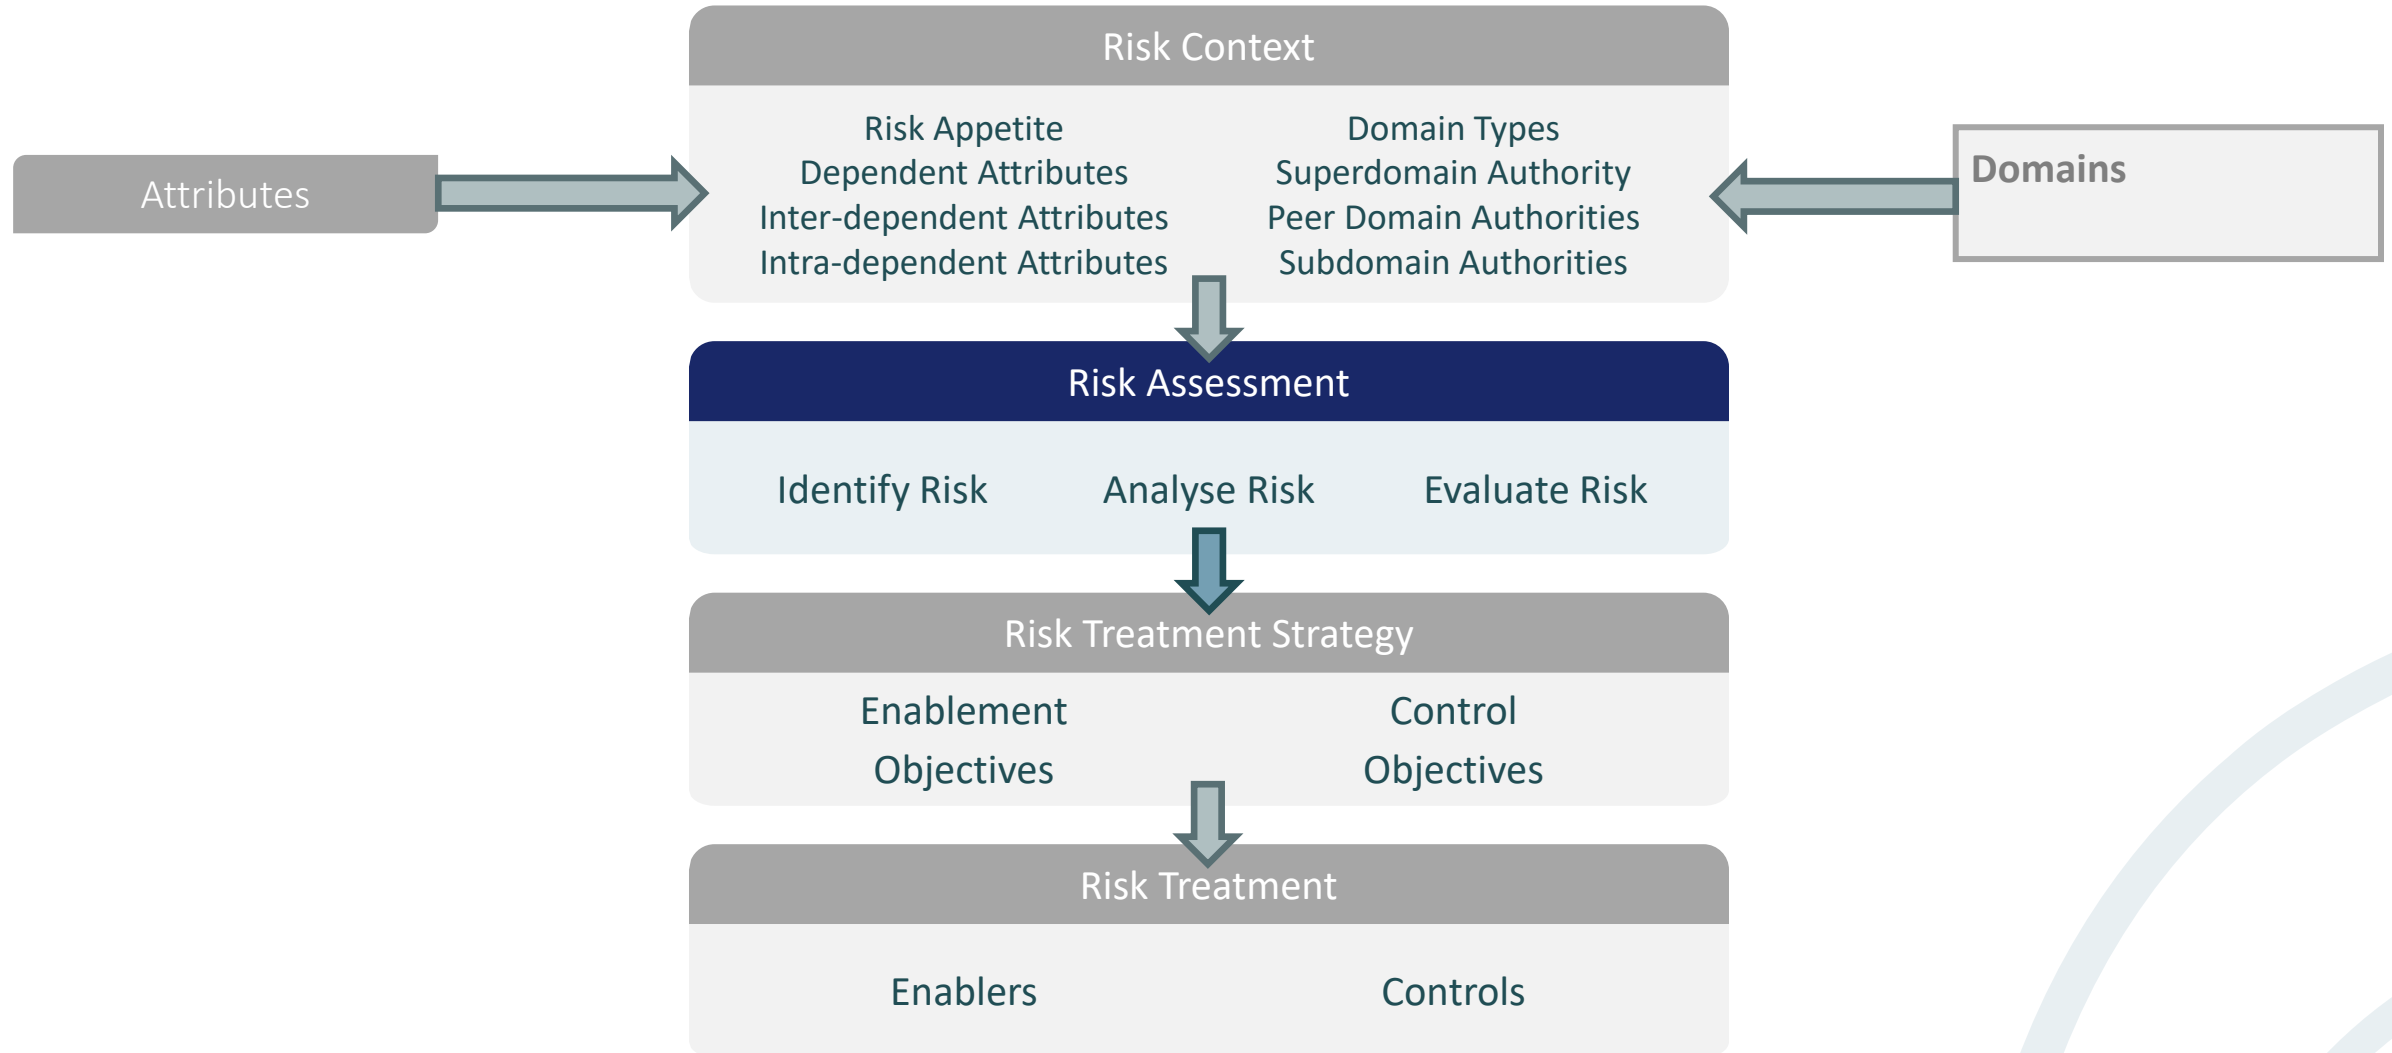 Risk Context
Attributes
Risk Appetite
Dependent Attributes
Inter-dependent Attributes
Intra-dependent Attributes
Domain Types
Superdomain Authority
Peer Domain Authorities
Subdomain Authorities
Domains
Risk Assessment
Identify Risk
Analyse Risk
Evaluate Risk
Risk Treatment Strategy
Enablement
Objectives
Control
Objectives
Risk Treatment
Enablers
Controls